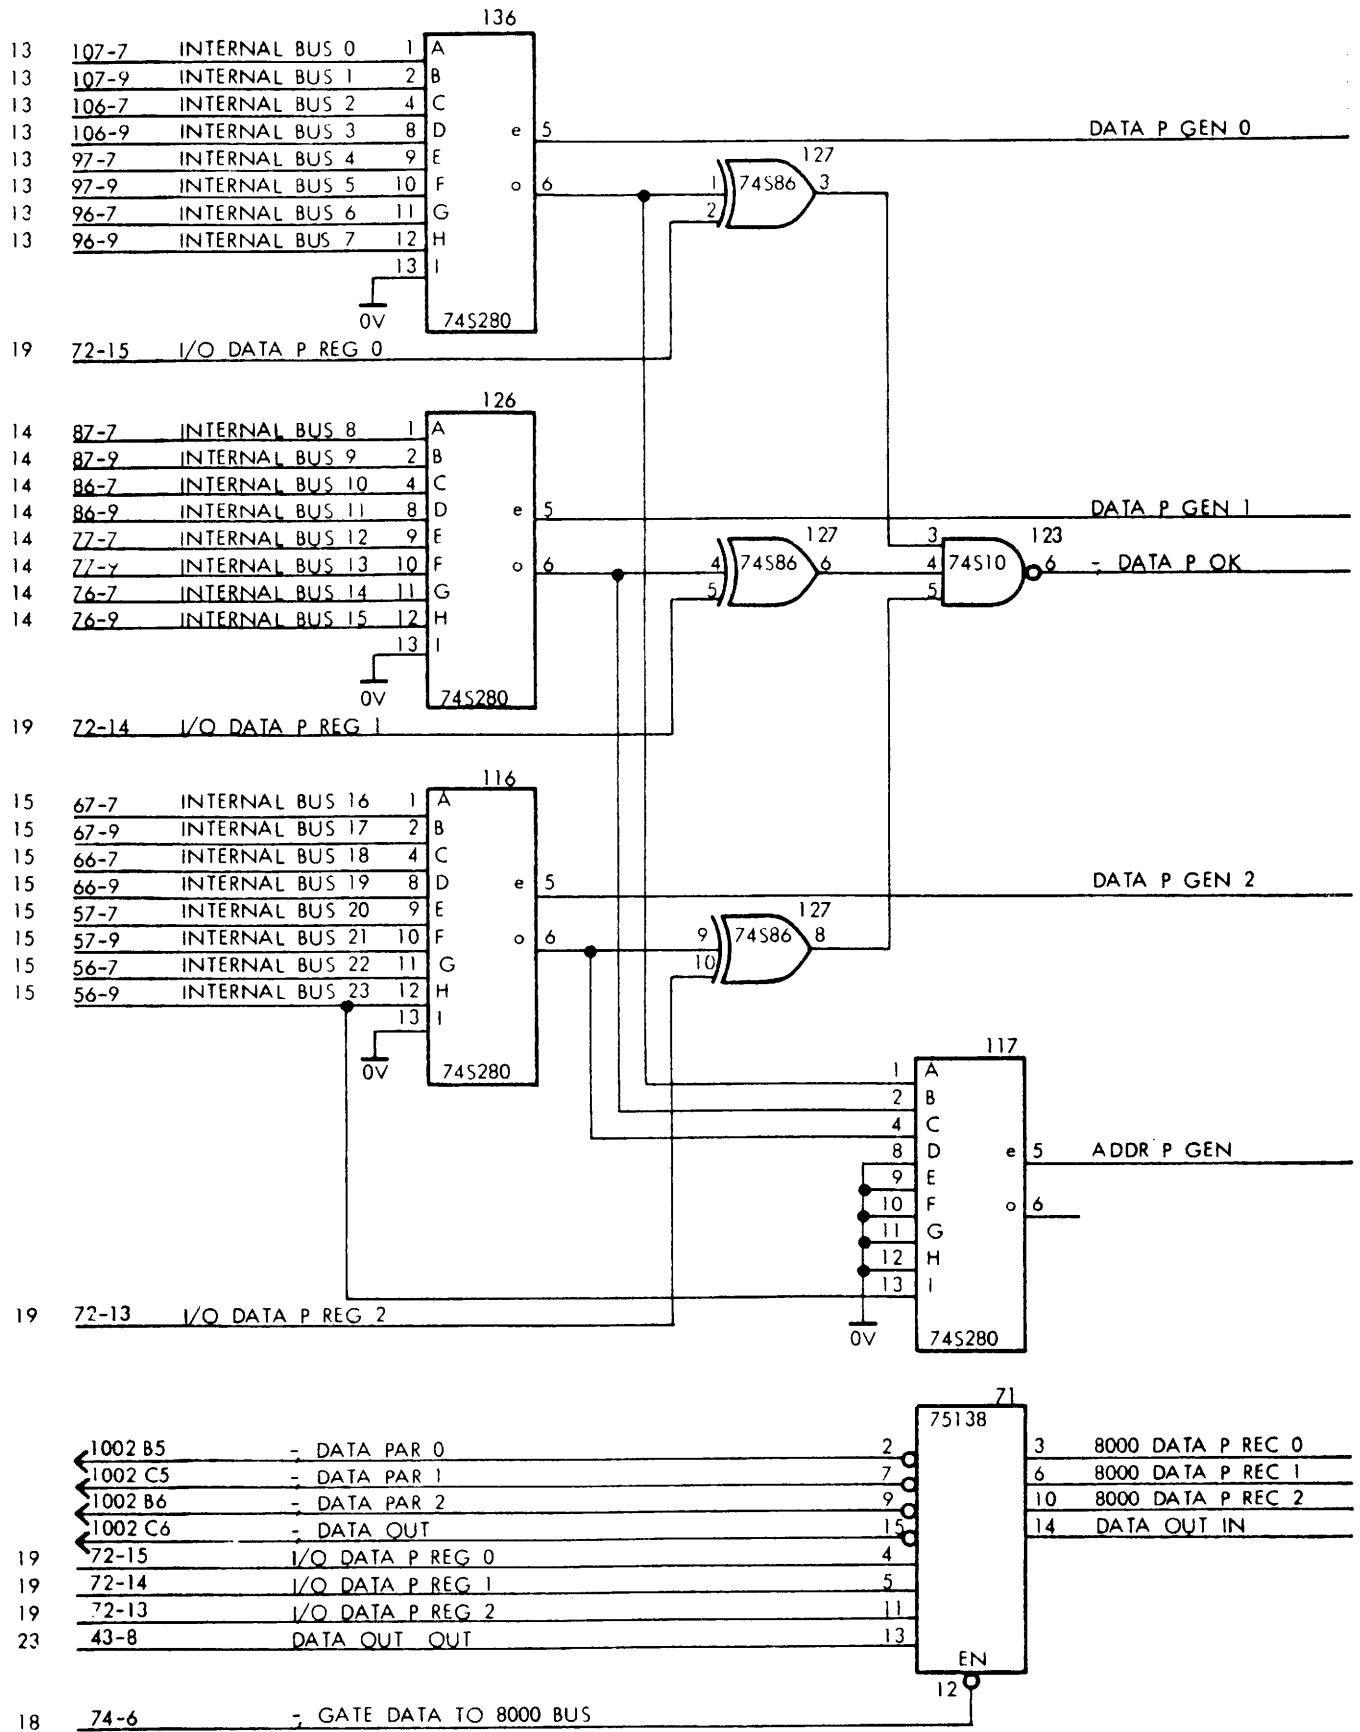 136
13 107-7 INTERNAL BUS 0 1 A
13 107-9 INTERNAL BUS 1 2 B
13 106-7 INTERNAL BUS 2 4 C
13 106-9 INTERNAL BUS 3 8 D e 5 DATA P GEN 0
13 97-7 INTERNAL BUS 4 9 E 127
13 97-9 INTERNAL BUS 5 10 F o 6 1 74S86 3
13 96-7 INTERNAL BUS 6 11 G 2
13 96-9 INTERNAL BUS 7 12 H
13 I
0V 74S280
19 72-15 I/O DATA P REG 0
126
14 87-7 INTERNAL BUS 8 1 A
14 87-9 INTERNAL BUS 9 2 B
14 86-7 INTERNAL BUS 10 4 C
14 86-9 INTERNAL BUS 11 8 D e 5 DATA P GEN 1
14 77-7 INTERNAL BUS 12 9 E 127 3 123
14 77-9 INTERNAL BUS 13 10 F o 6 4 74S86 6 4 74S10 6 - DATA P OK
14 76-7 INTERNAL BUS 14 11 G 5 5
14 76-9 INTERNAL BUS 15 12 H
13 I
0V 74S280
19 72-14 I/O DATA P REG 1
116
15 67-7 INTERNAL BUS 16 1 A
15 67-9 INTERNAL BUS 17 2 B
15 66-7 INTERNAL BUS 18 4 C
15 66-9 INTERNAL BUS 19 8 D e 5 DATA P GEN 2
15 57-7 INTERNAL BUS 20 9 E 127
15 57-9 INTERNAL BUS 21 10 F o 6 9 74S86 8
15 56-7 INTERNAL BUS 22 11 G 10
15 56-9 INTERNAL BUS 23 12 H
13 I
0V 74S280
117
1 A
2 B
4 C
8 D e 5 ADDR P GEN
9 E
10 F o 6
11 G
12 H
13 I
19 72-13 I/O DATA P REG 2
0V 74S280
71
75138
1002 B5 - DATA PAR 0 2 3 8000 DATA P REC 0
1002 C5 - DATA PAR 1 7 6 8000 DATA P REC 1
1002 B6 - DATA PAR 2 9 10 8000 DATA P REC 2
1002 C6 - DATA OUT 15 14 DATA OUT IN
19 72-15 I/O DATA P REG 0 4
19 72-14 I/O DATA P REG 1 5
19 72-13 I/O DATA P REG 2 11
23 43-8 DATA OUT OUT 13
EN
12
18 74-6 - GATE DATA TO 8000 BUS